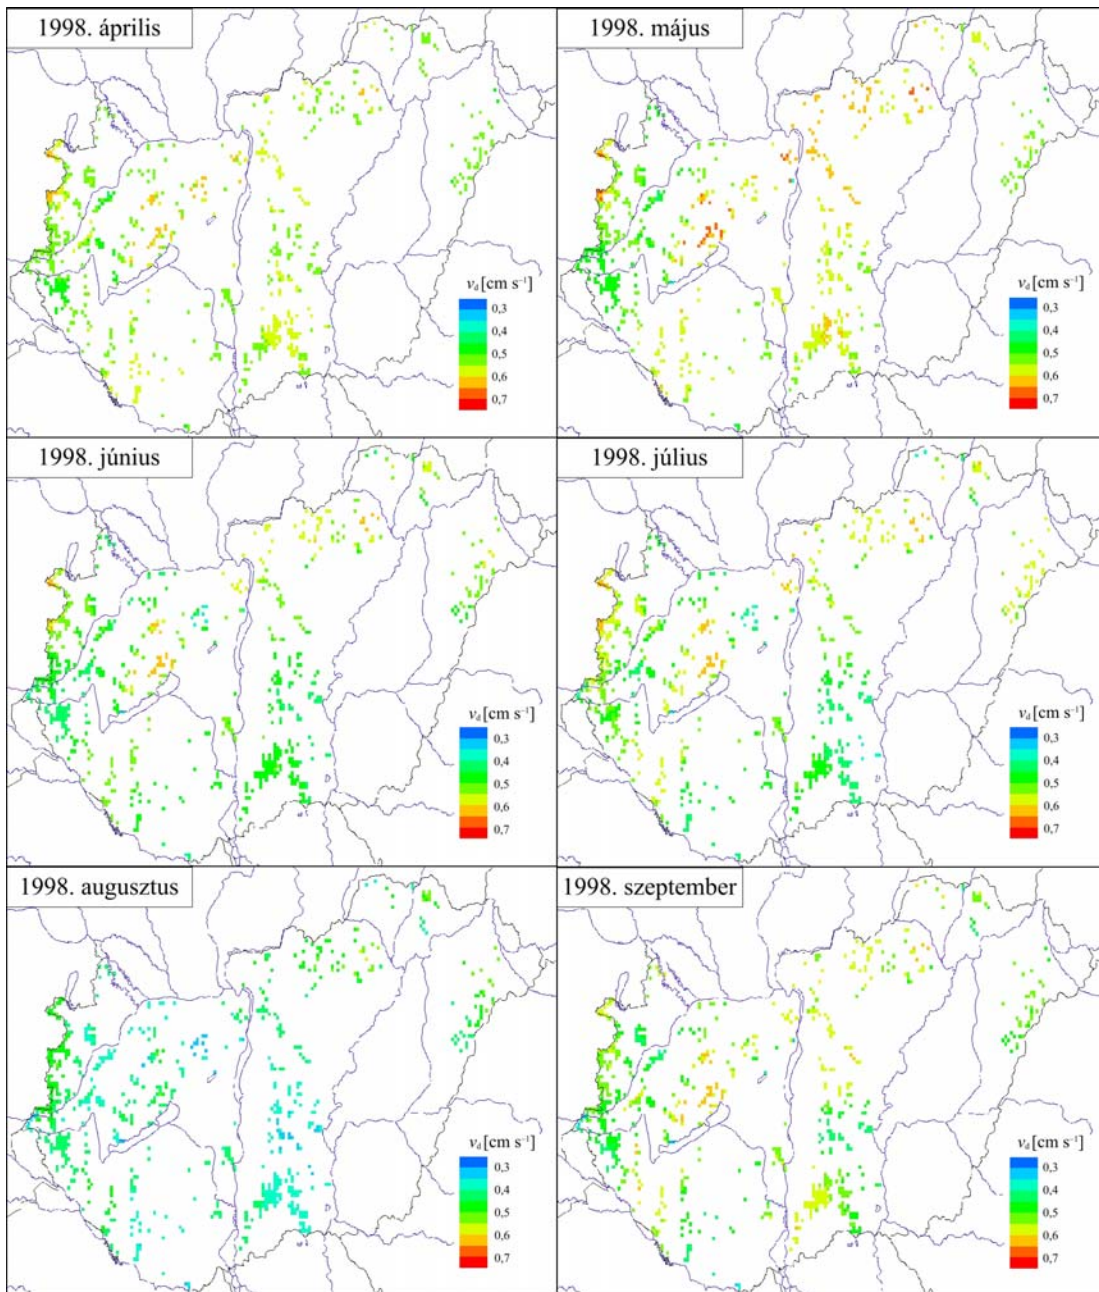 1998. április
v_d [cm s⁻¹]
0,3
0,4
0,5
0,6
0,7
1998. május
v_d [cm s⁻¹]
0,3
0,4
0,5
0,6
0,7
1998. június
v_d [cm s⁻¹]
0,3
0,4
0,5
0,6
0,7
1998. július
v_d [cm s⁻¹]
0,3
0,4
0,5
0,6
0,7
1998. augusztus
v_d [cm s⁻¹]
0,3
0,4
0,5
0,6
0,7
1998. szeptember
v_d [cm s⁻¹]
0,3
0,4
0,5
0,6
0,7